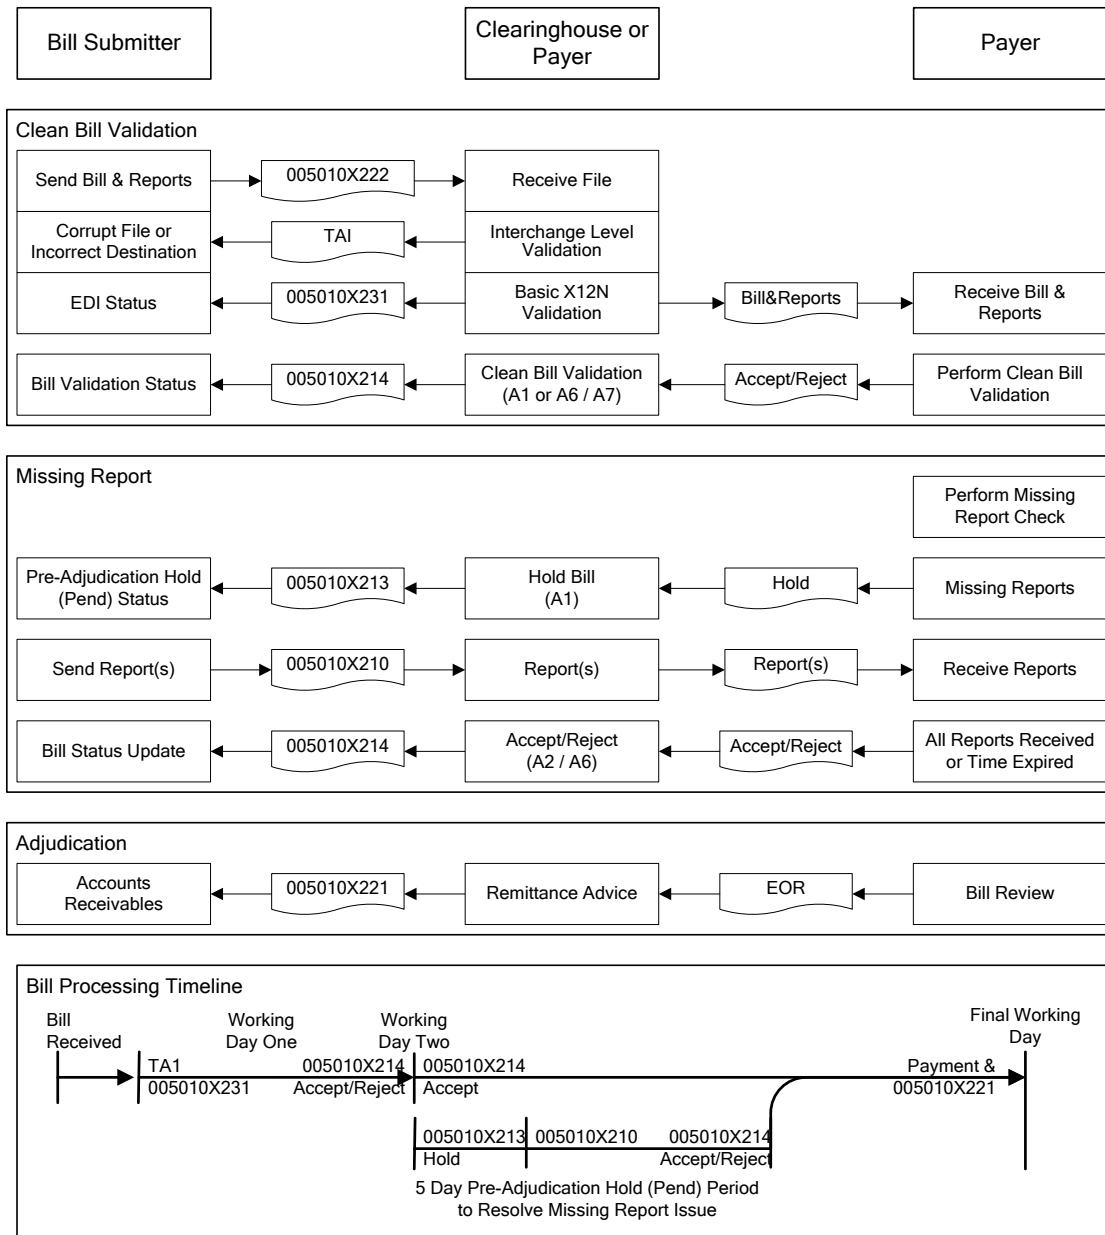 Bill Submitter
Clearinghouse or
Payer
Payer
Clean Bill Validation
Send Bill & Reports
005010X222
Receive File
Corrupt File or
Incorrect Destination
TAI
Interchange Level
Validation
EDI Status
005010X231
Basic X12N
Validation
Bill&Reports
Receive Bill &
Reports
Bill Validation Status
005010X214
Clean Bill Validation
(A1 or A6 / A7)
Accept/Reject
Perform Clean Bill
Validation
Missing Report
Perform Missing
Report Check
Pre-Adjudication Hold
(Pend) Status
005010X213
Hold Bill
(A1)
Hold
Missing Reports
Send Report(s)
005010X210
Report(s)
Report(s)
Receive Reports
Bill Status Update
005010X214
Accept/Reject
(A2 / A6)
Accept/Reject
All Reports Received
or Time Expired
Adjudication
Accounts
Receivables
005010X221
Remittance Advice
EOR
Bill Review
Bill Processing Timeline
Bill
Received
Working
Day One
Working
Day Two
Final Working
Day
TA1
005010X231
005010X214
Accept/Reject
005010X214
Accept
Payment &
005010X221
005010X213
Hold
005010X210
005010X214
Accept/Reject
5 Day Pre-Adjudication Hold (Pend) Period
to Resolve Missing Report Issue